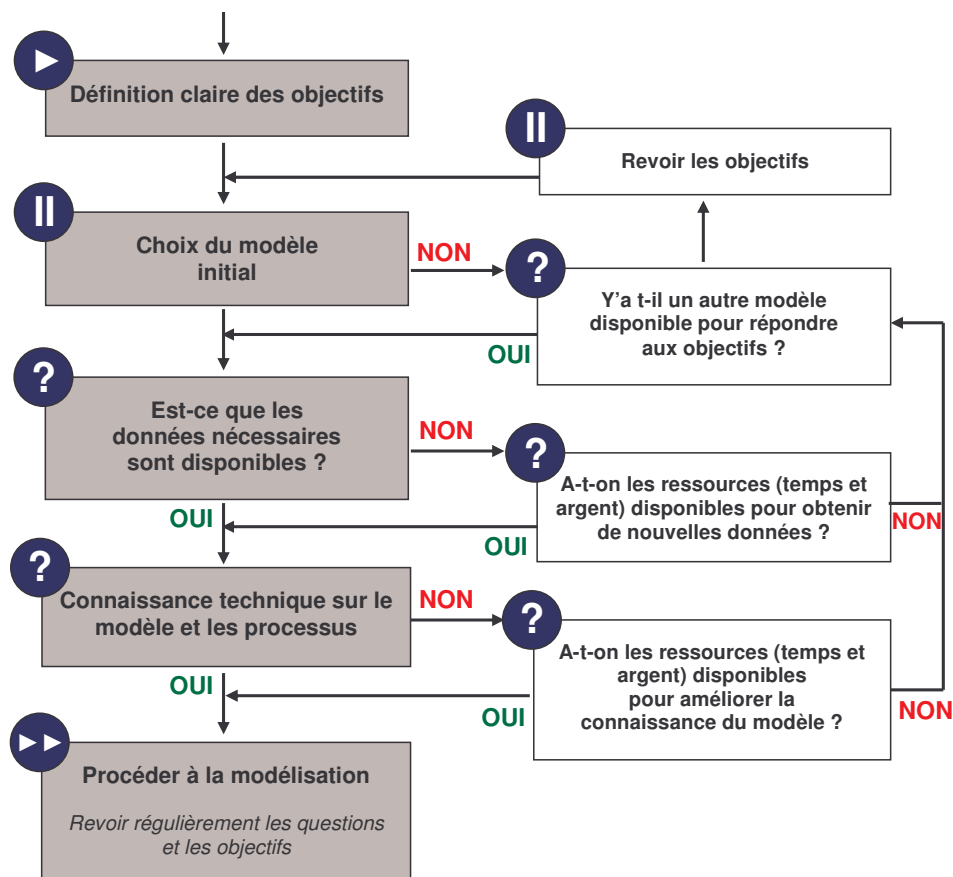 Définition claire des objectifs
Revoir les objectifs
Choix du modèle
initial
NON
Y'a t-il un autre modèle
disponible pour répondre
aux objectifs ?
OUI
Est-ce que les
données nécessaires
sont disponibles ?
NON
A-t-on les ressources (temps et
argent) disponibles pour obtenir
de nouvelles données ?
NON
OUI
OUI
Connaissance technique sur le
modèle et les processus
NON
A-t-on les ressources (temps et
argent) disponibles
pour améliorer la
connaissance du modèle ?
NON
OUI
OUI
Procéder à la modélisation
Revoir régulièrement les questions
et les objectifs
?
?
?
?
?